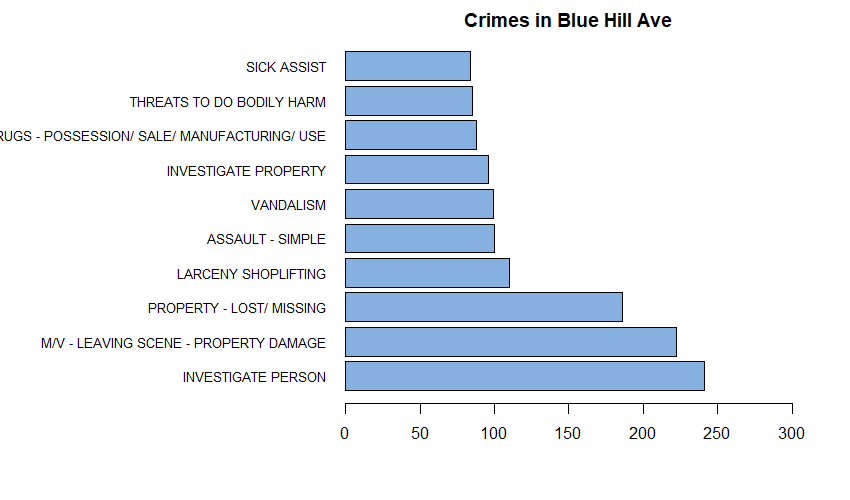 Crimes in Blue Hill Ave
SICK ASSIST
THREATS TO DO BODILY HARM
RUGS - POSSESSION/ SALE/ MANUFACTURING/ USE
INVESTIGATE PROPERTY
VANDALISM
ASSAULT - SIMPLE
LARCENY SHOPLIFTING
PROPERTY - LOST/ MISSING
M/V - LEAVING SCENE - PROPERTY DAMAGE
INVESTIGATE PERSON
0 50 100 150 200 250 300